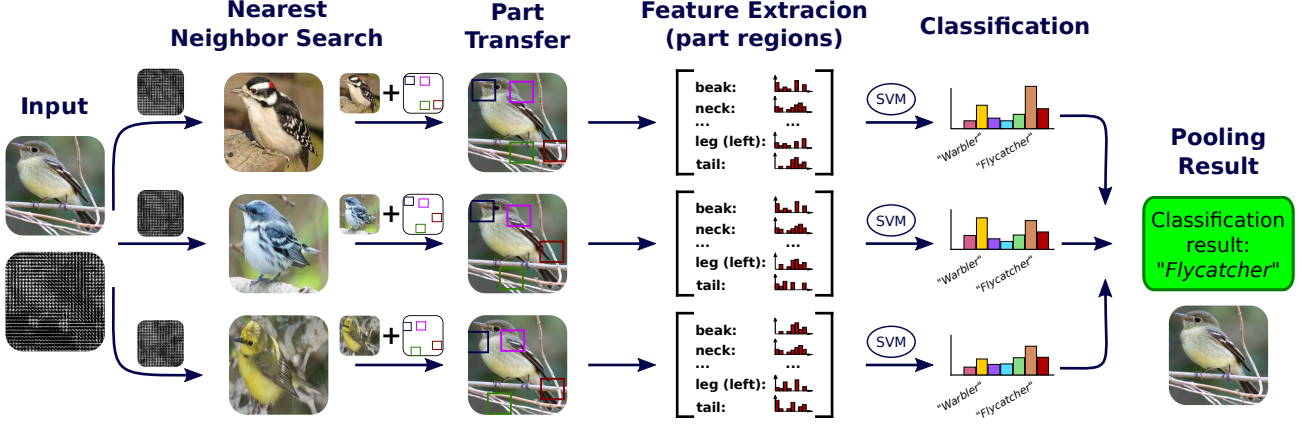 Nearest
Neighbor Search
Part
Transfer
Feature Extracion
(part regions)
Classification
Input
Pooling
Result
+
beak:
neck:
...
...
leg (left):
tail:
SVM
"Warbler"
"Flycatcher"
+
beak:
neck:
...
...
leg (left):
tail:
SVM
"Warbler"
"Flycatcher"
+
beak:
neck:
...
...
leg (left):
tail:
SVM
"Warbler"
"Flycatcher"
Classification
result:
"Flycatcher"